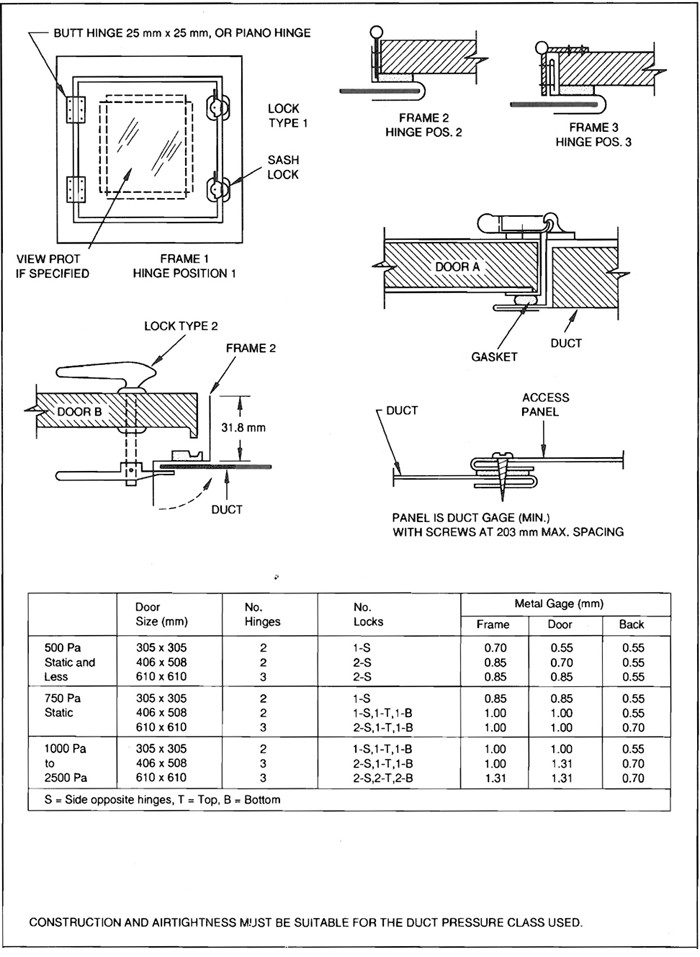 BUTT HINGE 25 mm x 25 mm, OR PIANO HINGE
LOCK
TYPE 1
SASH
LOCK
VIEW PROT
IF SPECIFIED
FRAME 1
HINGE POSITION 1
FRAME 2
HINGE POS. 2
FRAME 3
HINGE POS. 3
DOOR A
GASKET
DUCT
LOCK TYPE 2
FRAME 2
DOOR B
31.8 mm
DUCT
DUCT
ACCESS
PANEL
PANEL IS DUCT GAGE (MIN.)
WITH SCREWS AT 203 mm MAX. SPACING
Door Size (mm) No. Hinges No. Locks Metal Gage (mm)
Frame Door Back
500 Pa 305 x 305 2 1-S 0.70 0.55 0.55
Static and 406 x 508 2 2-S 0.85 0.70 0.55
Less 610 x 610 3 2-S 0.85 0.85 0.55
750 Pa 305 x 305 2 1-S 0.85 0.85 0.55
Static 406 x 508 2 1-S,1-T,1-B 1.00 1.00 0.55
610 x 610 3 2-S,1-T,1-B 1.00 1.00 0.70
1000 Pa 305 x 305 2 1-S,1-T,1-B 1.00 1.00 0.55
to 406 x 508 3 2-S,1-T,1-B 1.00 1.31 0.70
2500 Pa 610 x 610 3 2-S,2-T,2-B 1.31 1.31 0.70
S = Side opposite hinges, T = Top, B = Bottom
CONSTRUCTION AND AIRTIGHTNESS MUST BE SUITABLE FOR THE DUCT PRESSURE CLASS USED.